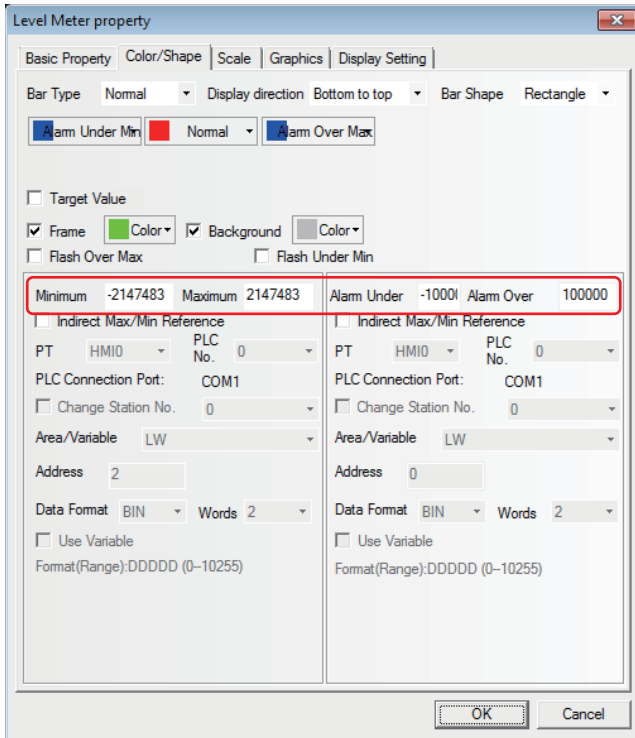 Level Meter property
Basic Property Color/Shape Scale Graphics Display Setting
Bar Type Normal Display direction Bottom to top Bar Shape Rectangle
Alarm Under Min Normal Alarm Over Max
Target Value
Frame Color Background Color
Flash Over Max Flash Under Min
Minimum -2147483 Maximum 2147483 Alarm Under Alarm Over 100000
Indirect Max/Min Reference Indirect Max/Min Reference
PT HMI0 PLC No. 0 PT HMI0 PLC No. 0
PLC Connection Port: COM1 PLC Connection Port: COM1
Change Station No. 0 Change Station No. 0
Area/Variable LW Area/Variable LW
Address 2 Address 0
Data Format BIN Words 2 Data Format BIN Words 2
Use Variable Use Variable
Format(Range):DDDDD (0--10255) Format(Range):DDDDD (0--10255)
OK Cancel